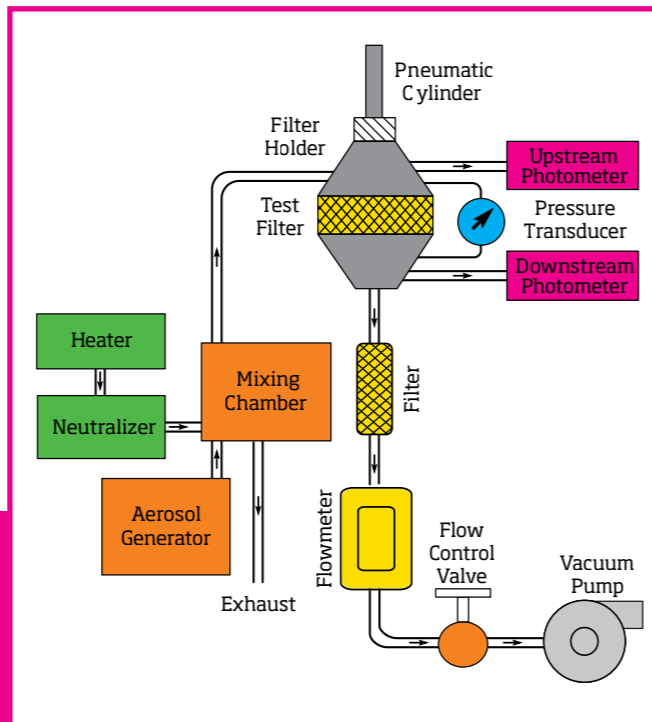 Pneumatic
Cylinder
Filter
Holder
Upstream
Photometer
Test
Filter
Pressure
Transducer
Downstream
Photometer
Heater
Mixing
Chamber
Neutralizer
Filter
Aerosol
Generator
Flowmeter
Flow
Control
Valve
Vacuum
Pump
Exhaust